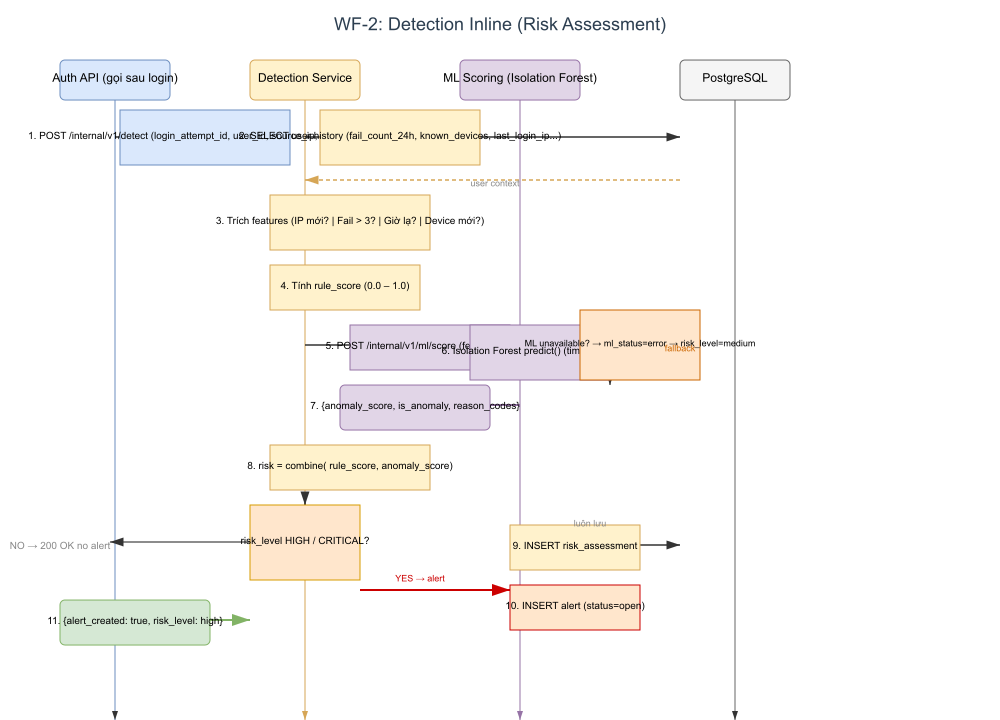 WF-2: Detection Inline (Risk Assessment)
Auth API (gọi sau login)
Detection Service
ML Scoring (Isolation Forest)
PostgreSQL
1. POST /internal/v1/detect (login_attempt_id,
2. SELECT history (fail_count_24h, known_devices, last_login_ip...)
user context
3. Trích features (IP mới? | Fail > 3? | Giờ lạ? | Device mới?)
4. Tính rule_score (0.0 – 1.0)
5. POST /internal/v1/ml/score
6. Isolation Forest predict()
ML unavailable? → ml_status=error → risk_level=medium
fallback
7. {anomaly_score, is_anomaly, reason_codes}
8. risk = combine( rule_score, anomaly_score)
luôn lưu
risk_level HIGH / CRITICAL?
NO → 200 OK no alert
9. INSERT risk_assessment
YES → alert
10. INSERT alert (status=open)
11. {alert_created: true, risk_level: high}